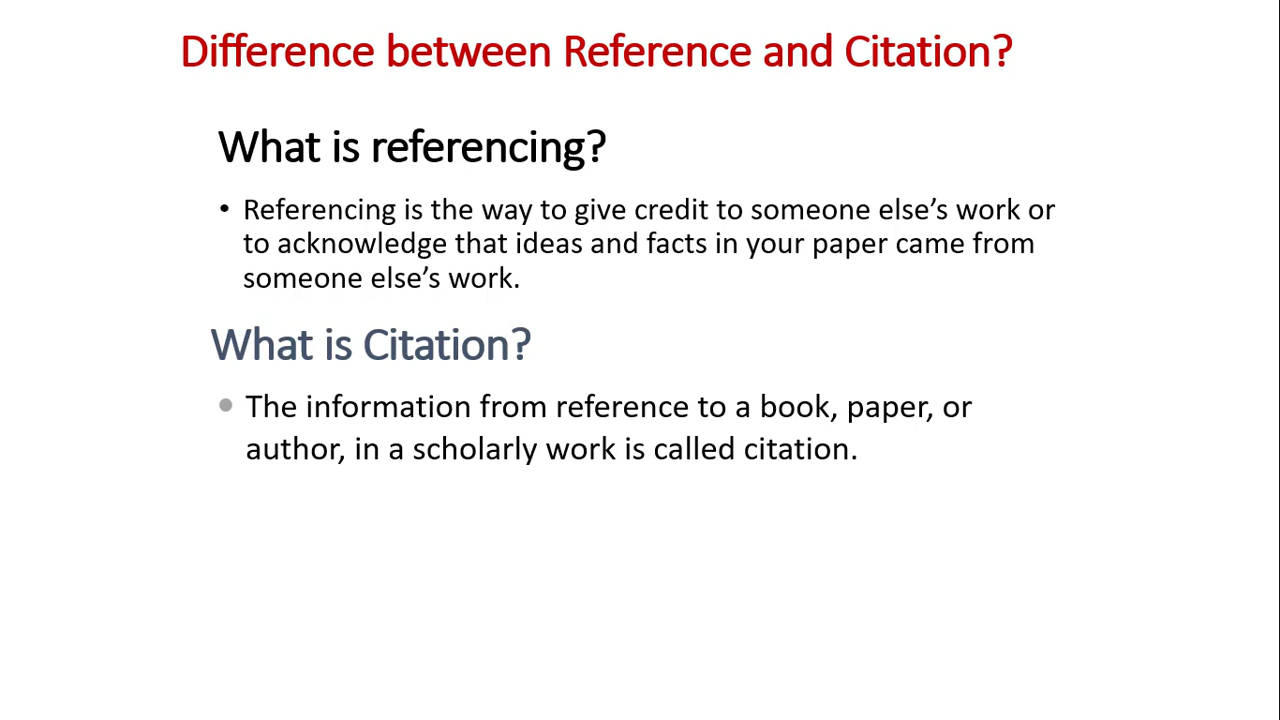 Difference between Reference and Citation?
What is referencing?
• Referencing is the way to give credit to someone else’s work or
to acknowledge that ideas and facts in your paper came from
someone else’s work.
What is Citation?
• The information from reference to a book, paper, or
author, in a scholarly work is called citation.